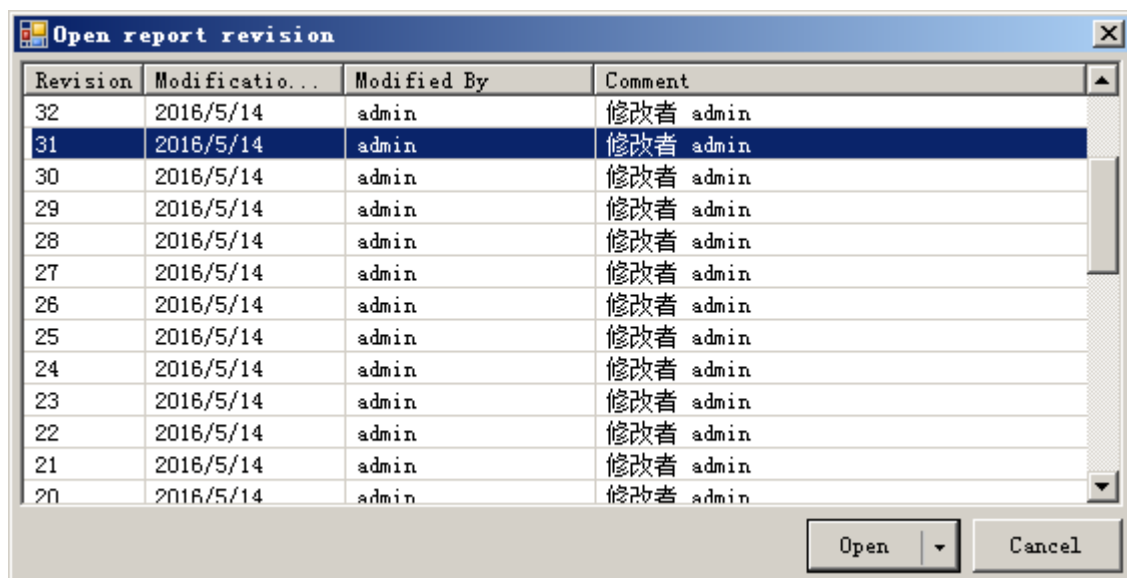 Open report revision
Revision Modificatio... Modified By Comment
32 2016/5/14 admin 修改者 admin
31 2016/5/14 admin 修改者 admin
30 2016/5/14 admin 修改者 admin
29 2016/5/14 admin 修改者 admin
28 2016/5/14 admin 修改者 admin
27 2016/5/14 admin 修改者 admin
26 2016/5/14 admin 修改者 admin
25 2016/5/14 admin 修改者 admin
24 2016/5/14 admin 修改者 admin
23 2016/5/14 admin 修改者 admin
22 2016/5/14 admin 修改者 admin
21 2016/5/14 admin 修改者 admin
20 2016/5/14 admin 修改者 admin
Open Cancel